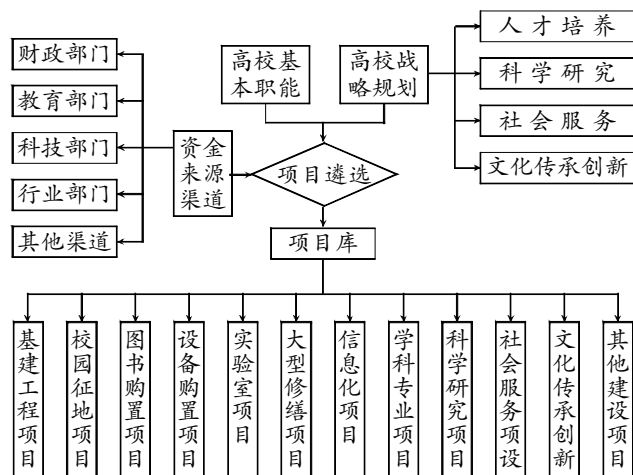 财政部门
教育部门
科技部门
行业部门
其他渠道
资金
来源
渠道
高校基
本职能
高校战
略规划
人才培养
科学研究
社会服务
文化传承创新
项目遴选
项目库
基建工程项目
校园征地项目
图书购置项目
设备购置项目
实验室项目
大型修缮项目
信息化项目
学科专业项目
科学研究项目
社会服务项设
文化传承创新
其他建设项目